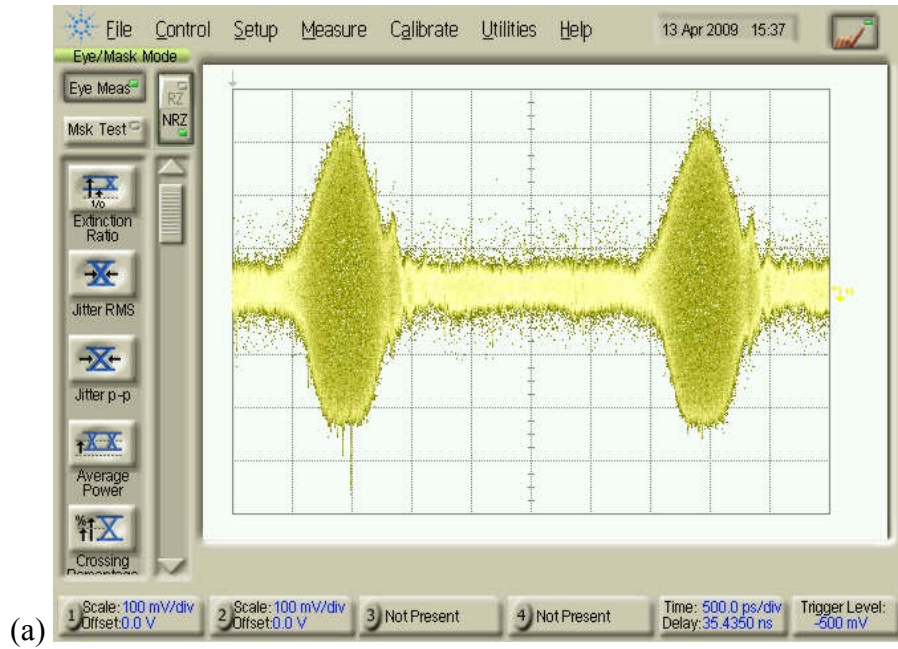 File Control Setup Measure Calibrate Utilities Help 13 Apr 2009 15:37
Eye/Mask Mode
Eye Meas
RZ
NRZ
Msk Test
1/0
Extinction
Ratio
Jitter RMS
Jitter p-p
Average
Power
%
Crossing
Percentage
1 Scale: 100 mV/div
Offset:0.0 V
2 Scale: 100 mV/div
Offset:0.0 V
3 Not Present
4 Not Present
Time: 500.0 ps/div
Delay:35.4350 ns
Trigger Level:
-500 mV
(a)